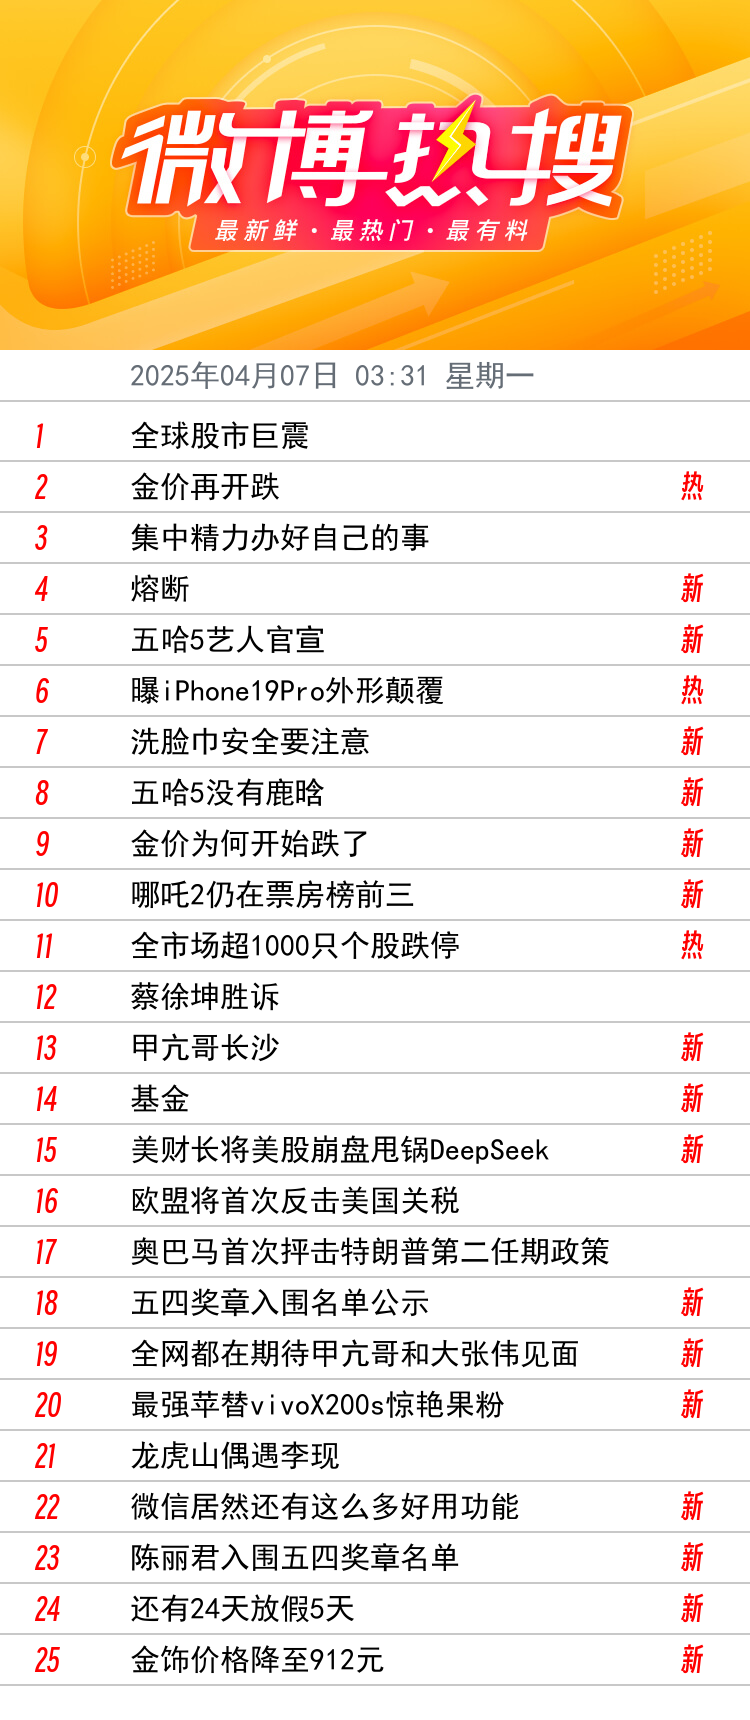 微博热搜
最新鲜·最热门·最有料
2025年04月07日 03:31 星期一
1 全球股市巨震
2 金价再开跌 热
3 集中精力办好自己的事
4 熔断 新
5 五哈5艺人官宣 新
6 曝iPhone19Pro外形颠覆 热
7 洗脸巾安全要注意 新
8 五哈5没有鹿晗 新
9 金价为何开始跌了 新
10 哪吒2仍在票房榜前三 新
11 全市场超1000只个股跌停 热
12 蔡徐坤胜诉
13 甲亢哥长沙 新
14 基金 新
15 美财长将美股崩盘甩锅DeepSeek 新
16 欧盟将首次反击美国关税
17 奥巴马首次抨击特朗普第二任期政策
18 五四奖章入围名单公示 新
19 全网都在期待甲亢哥和大张伟见面 新
20 最强苹替vivoX200s惊艳果粉 新
21 龙虎山偶遇李现
22 微信居然还有这么多好用功能 新
23 陈丽君入围五四奖章名单 新
24 还有24天放假5天 新
25 金饰价格降至912元 新